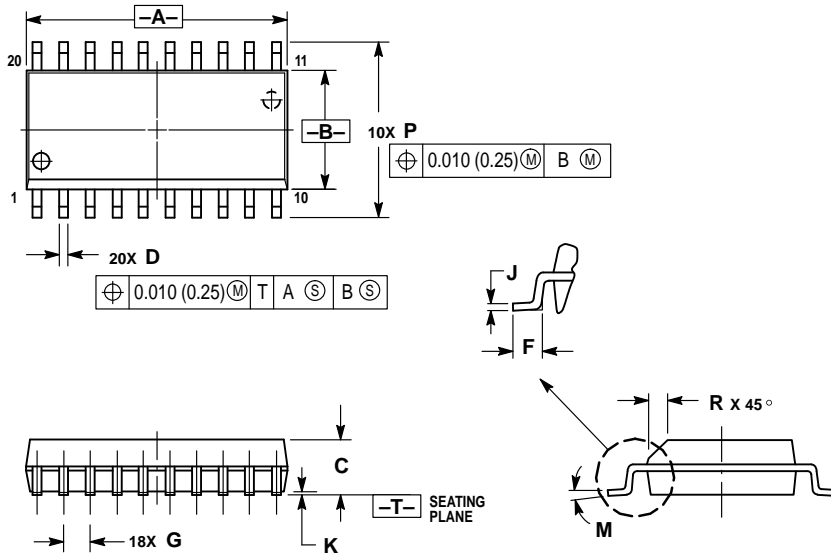 –A–
20 11
–B–
10X P
⌖ 0.010 (0.25) Ⓜ B Ⓜ
1 10
20X D
⌖ 0.010 (0.25) Ⓜ T A Ⓢ B Ⓢ
J
F
R X 45°
C
–T– SEATING
PLANE
18X G
K
M